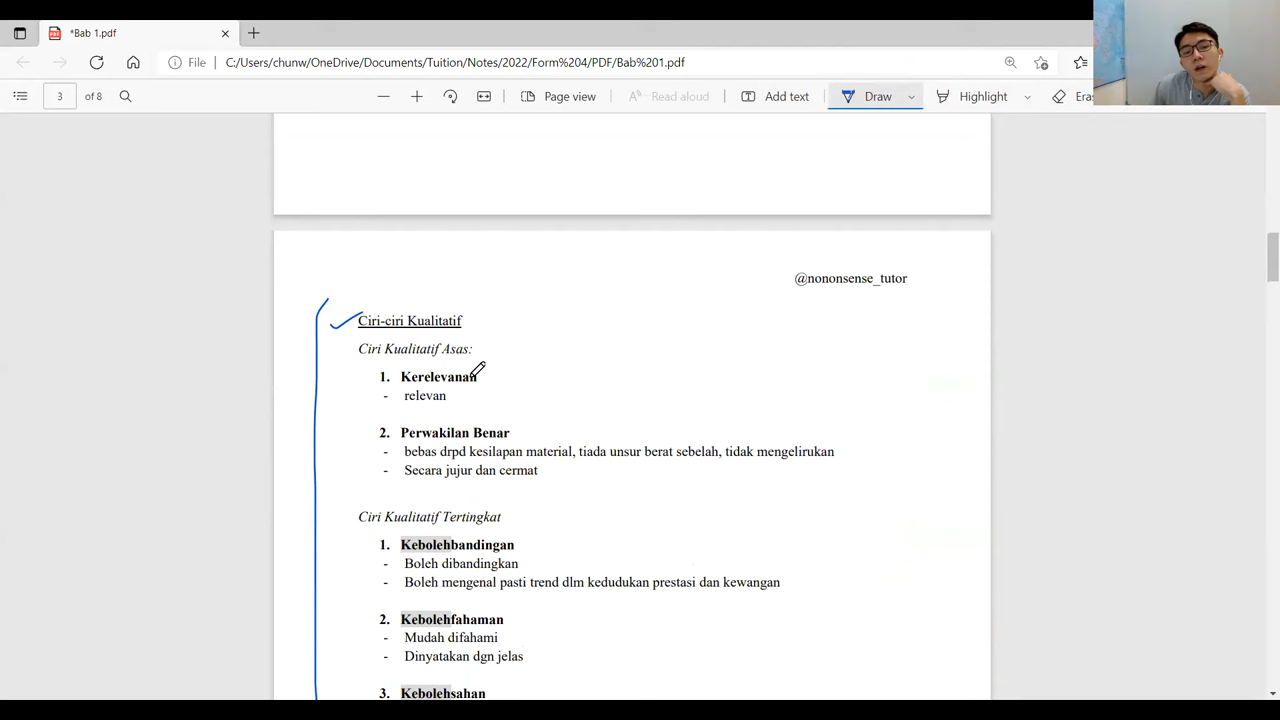 *Bab 1.pdf
File
C:/Users/chunw/OneDrive/Documents/Tuition/Notes/2022/Form%204/PDF/Bab%201.pdf
3 of 8
Page view
Read aloud
Add text
Draw
Highlight
Eras
@nononsense_tutor
Ciri-ciri Kualitatif
Ciri Kualitatif Asas:
1. Kerelevanan
- relevan
2. Perwakilan Benar
- bebas drpd kesilapan material, tiada unsur berat sebelah, tidak mengelirukan
- Secara jujur dan cermat
Ciri Kualitatif Tertingkat
1. Kebolehbandingan
- Boleh dibandingkan
- Boleh mengenal pasti trend dlm kedudukan prestasi dan kewangan
2. Kebolehfahaman
- Mudah difahami
- Dinyatakan dgn jelas
3. Kebolehsahan